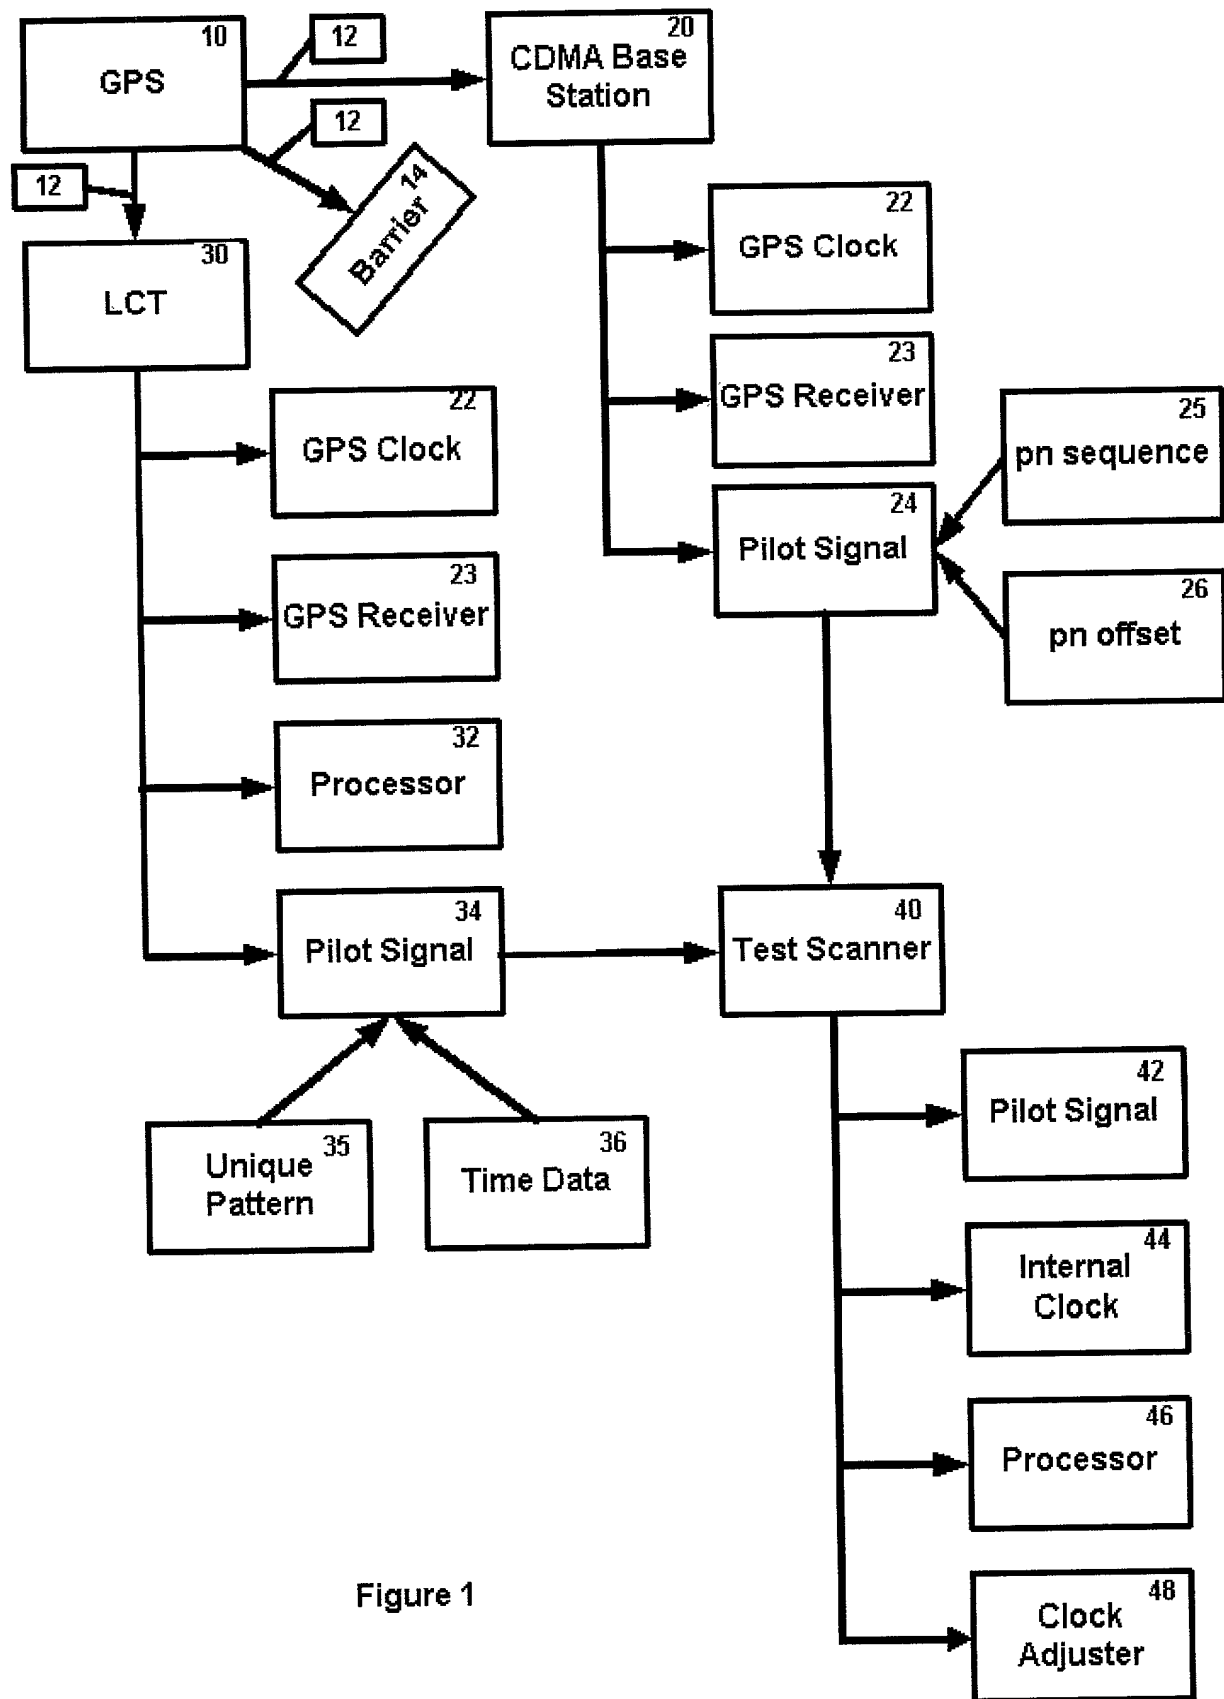 10
GPS
12
20
CDMA Base
Station
12
12
14
Barrier
30
LCT
22
GPS Clock
23
GPS Receiver
22
GPS Clock
25
pn sequence
24
Pilot Signal
23
GPS Receiver
26
pn offset
32
Processor
34
Pilot Signal
40
Test Scanner
35
Unique
Pattern
36
Time Data
42
Pilot Signal
44
Internal
Clock
46
Processor
48
Clock
Adjuster
Figure 1